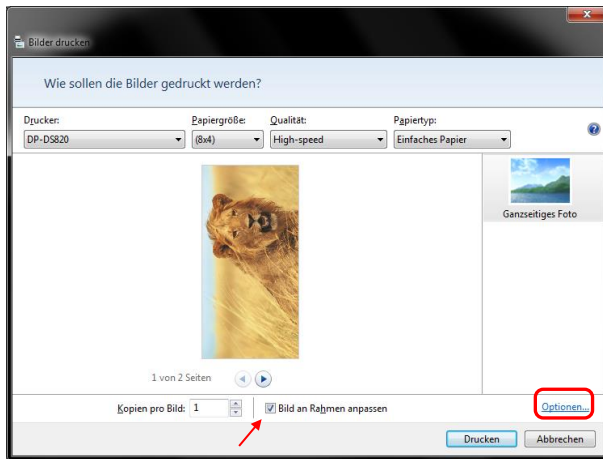 Bilder drucken
Wie sollen die Bilder gedruckt werden?
Drucker: Papiergröße: Qualität: Papiertyp:
DP-DS820 (8x4) High-speed Einfaches Papier
Ganzseitiges Foto
1 von 2 Seiten
Kopien pro Bild: 1 Bild an Rahmen anpassen Optionen...
Drucken Abbrechen